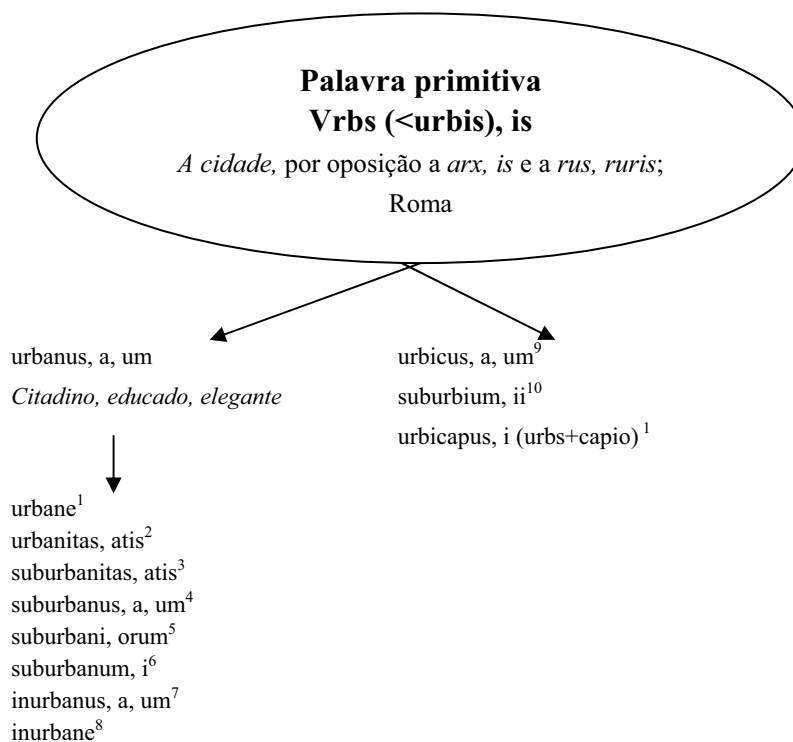 Palavra primitiva
Vrbs (<urbis), is
A cidade, por oposição a arx, is e a rus, ruris;
Roma
urbanus, a, um
Citadino, educado, elegante
urbane1
urbanitas, atis2
suburbanitas, atis3
suburbanus, a, um4
suburbani, orum5
suburbanum, i6
inurbanus, a, um7
inurbane8
urbicus, a, um9
suburbium, ii10
urbicapus, i (urbs+capio) 1